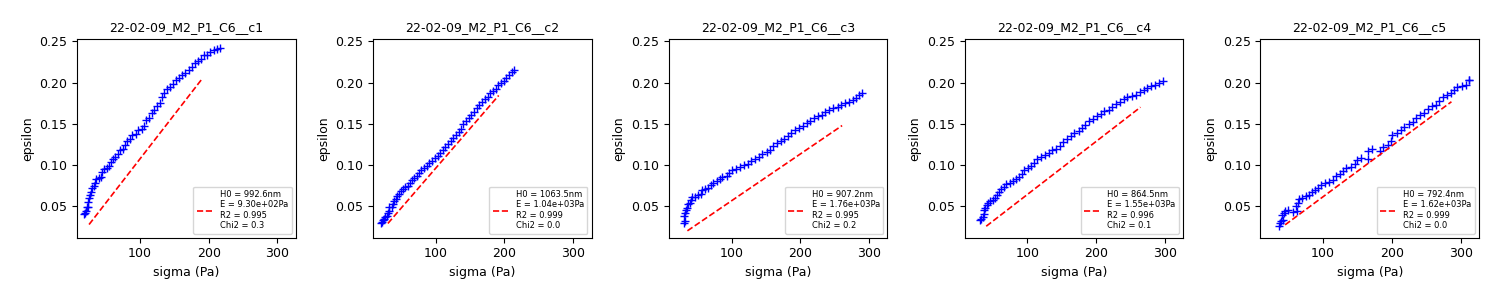 22-02-09_M2_P1_C6__c1
0.25
0.20
0.15
0.10
0.05
epsilon
100
200
300
sigma (Pa)
H0 = 992.6nm
E = 9.30e+02Pa
R2 = 0.995
Chi2 = 0.3
22-02-09_M2_P1_C6__c2
0.25
0.20
0.15
0.10
0.05
epsilon
100
200
300
sigma (Pa)
H0 = 1063.5nm
E = 1.04e+03Pa
R2 = 0.999
Chi2 = 0.0
22-02-09_M2_P1_C6__c3
0.25
0.20
0.15
0.10
0.05
epsilon
100
200
300
sigma (Pa)
H0 = 907.2nm
E = 1.76e+03Pa
R2 = 0.995
Chi2 = 0.2
22-02-09_M2_P1_C6__c4
0.25
0.20
0.15
0.10
0.05
epsilon
100
200
300
sigma (Pa)
H0 = 864.5nm
E = 1.55e+03Pa
R2 = 0.996
Chi2 = 0.1
22-02-09_M2_P1_C6__c5
0.25
0.20
0.15
0.10
0.05
epsilon
100
200
300
sigma (Pa)
H0 = 792.4nm
E = 1.62e+03Pa
R2 = 0.999
Chi2 = 0.0